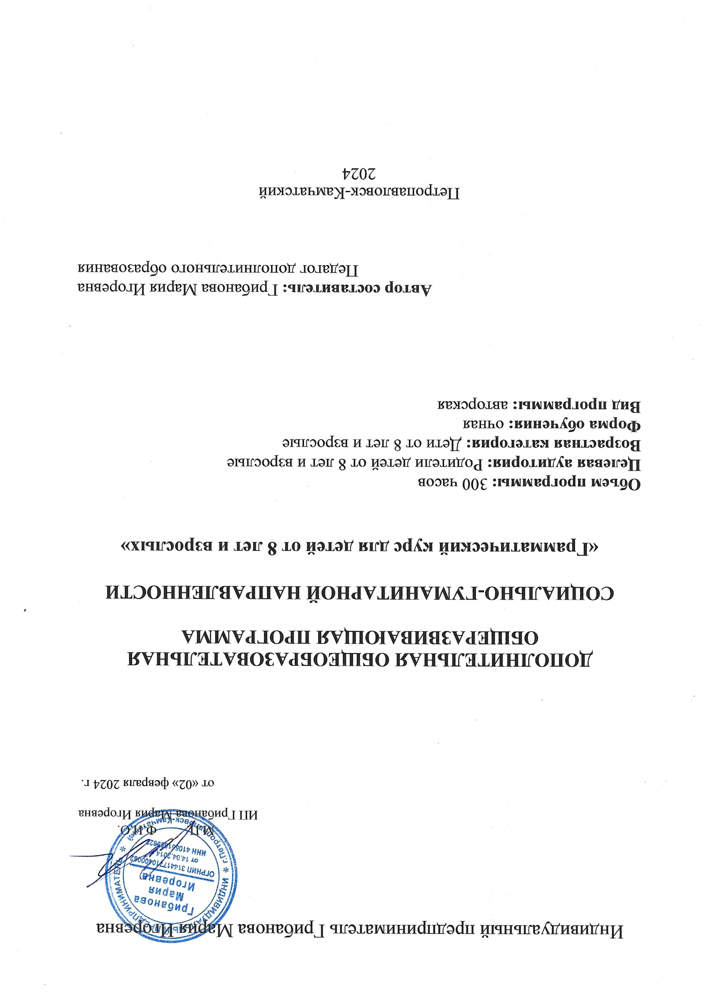 Индивидуальный предприниматель Грибанова Мария Игоревна
ИНДИВИДУАЛЬНЫЙ ПРЕДПРИНИМАТЕЛЬ
г.Петропавловск-Камчатский
Грибанова
Мария
Игоревна
ОГРНИП 314417710400062
от 14.04.2014
М.П. Ф.И.О.
ИП Грибанова Мария Игоревна
от «02» февраля 2024 г.
ДОПОЛНИТЕЛЬНАЯ ОБЩЕОБРАЗОВАТЕЛЬНАЯ
ОБЩЕРАЗВИВАЮЩАЯ ПРОГРАММА
СОЦИАЛЬНО-ГУМАНИТАРНОЙ НАПРАВЛЕННОСТИ
«Грамматический курс для детей от 8 лет и взрослых»
Объем программы: 300 часов
Целевая аудитория: Родители детей от 8 лет и взрослые
Возрастная категория: Дети от 8 лет и взрослые
Форма обучения: очная
Вид программы: авторская
Автор составитель: Грибанова Мария Игоревна
Педагог дополнительного образования
Петропавловск-Камчатский
2024